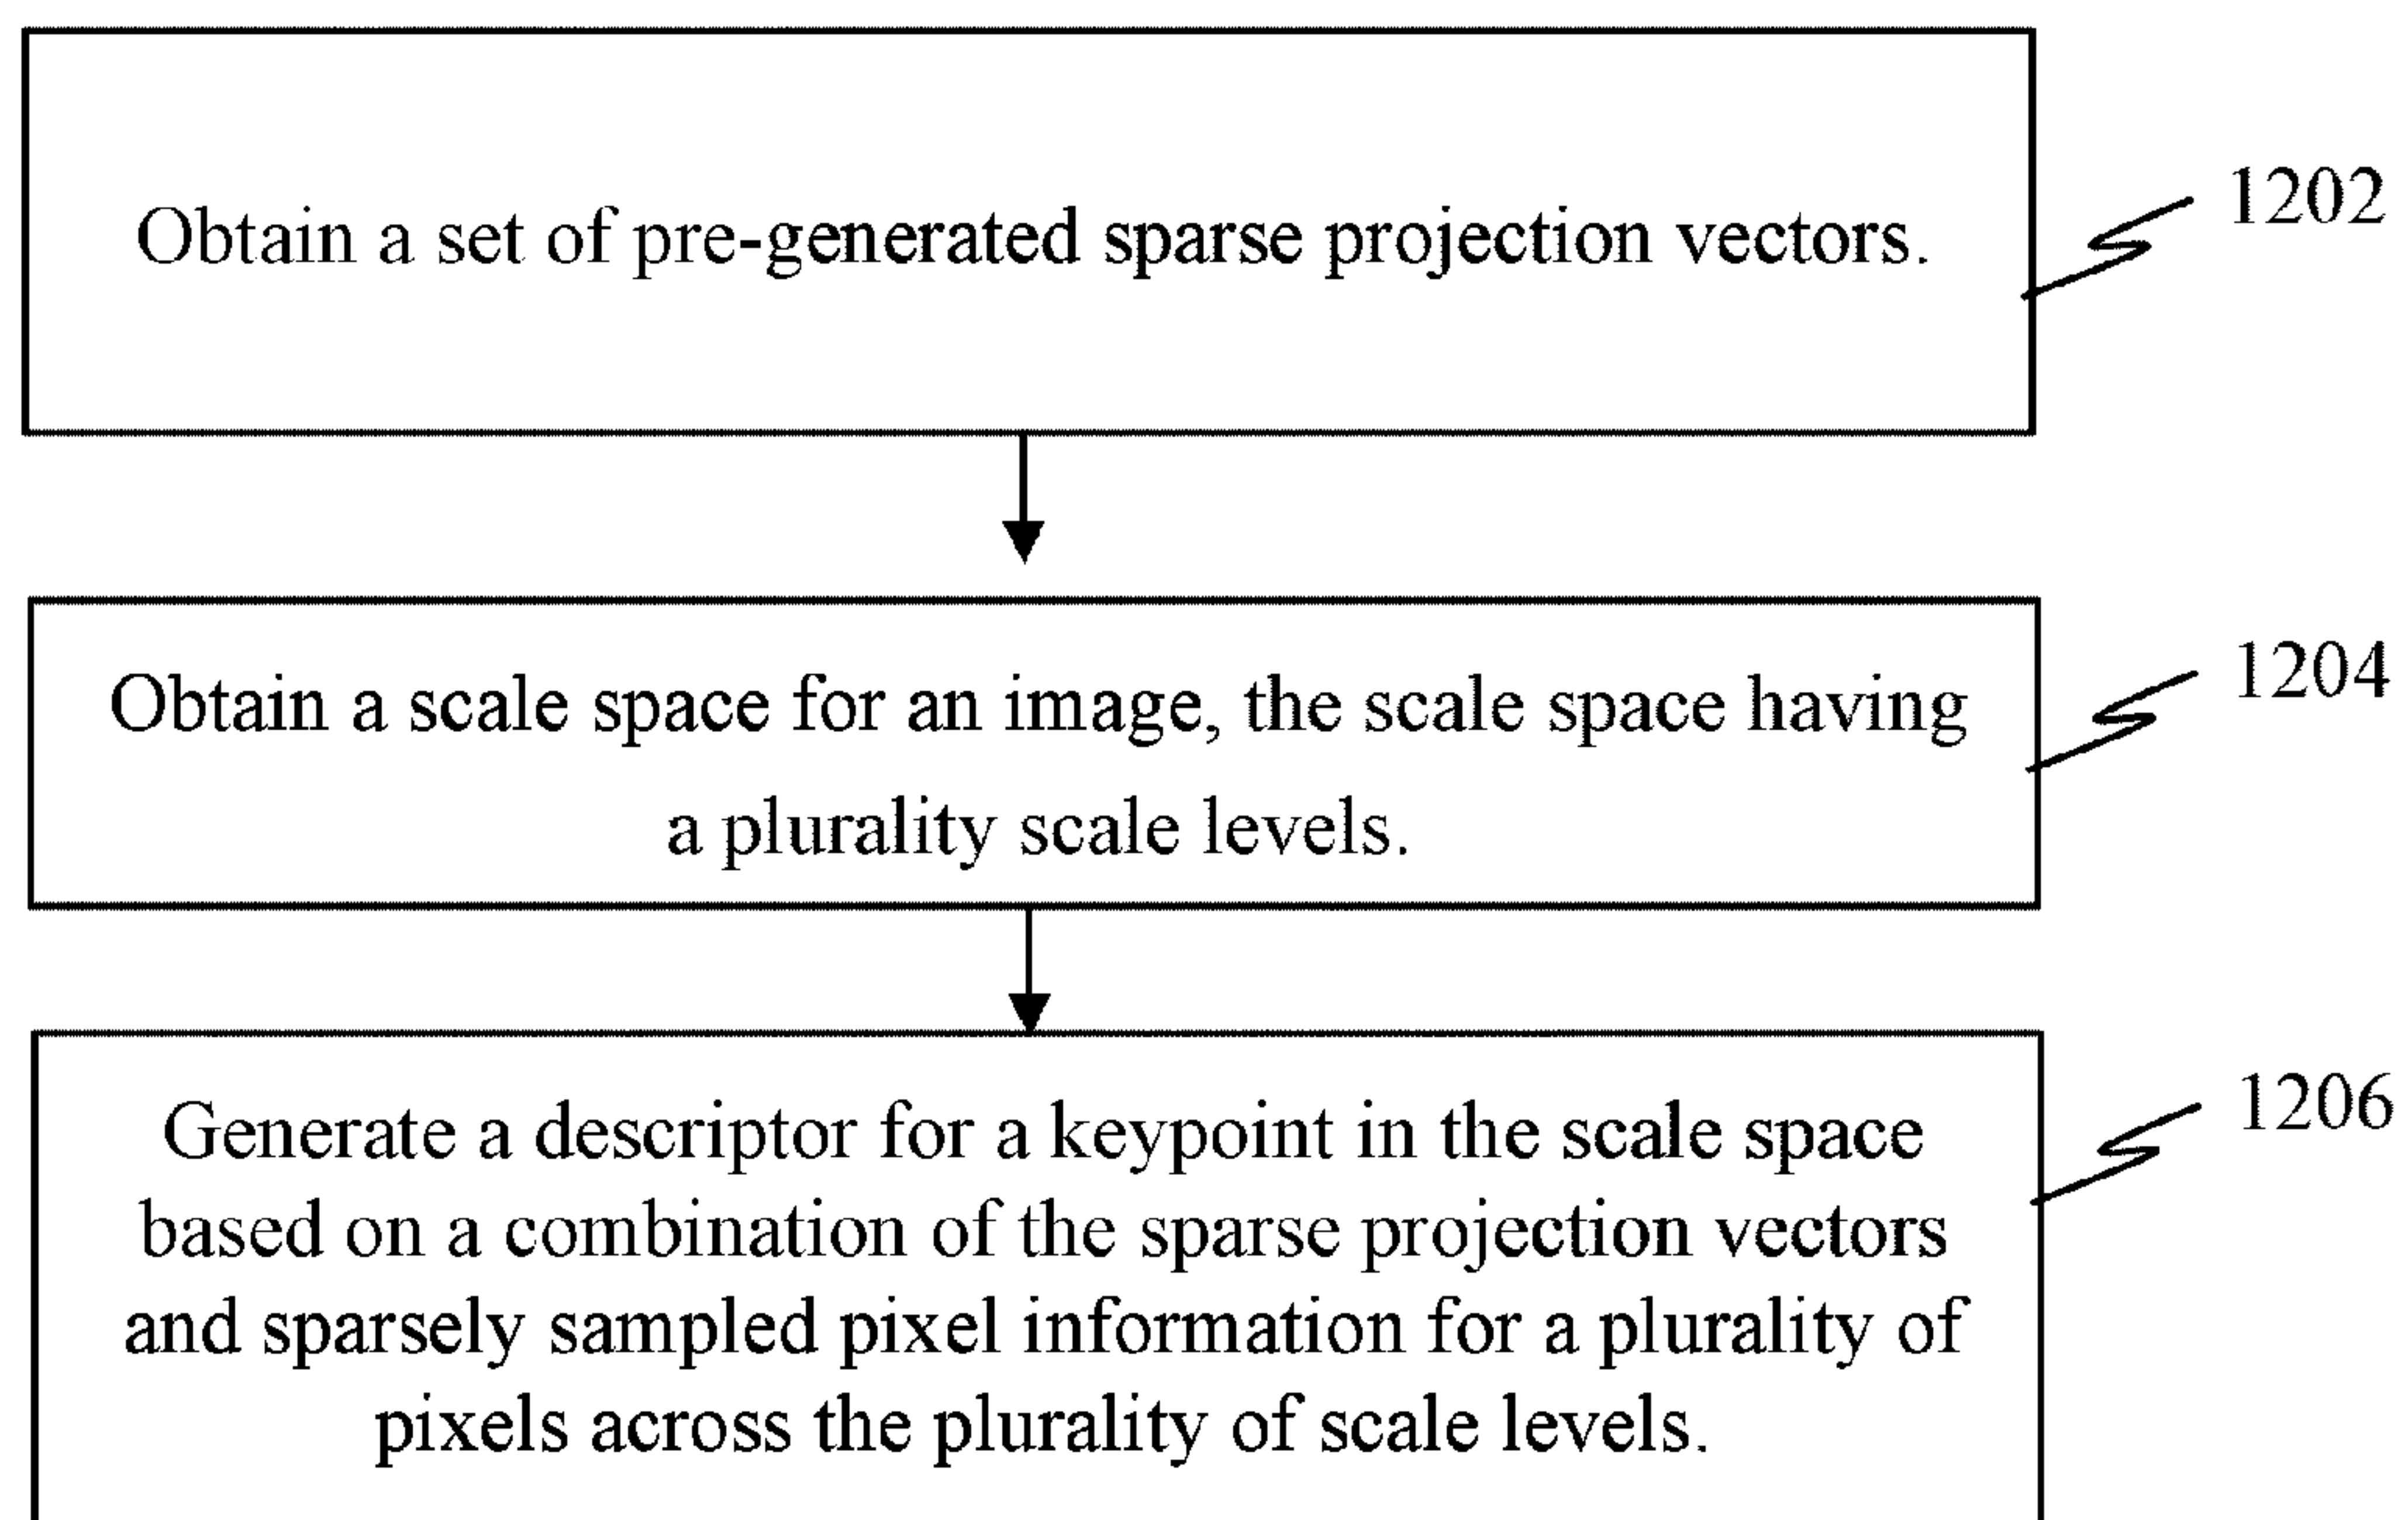 Obtain a set of pre-generated sparse projection vectors.
1202
Obtain a scale space for an image, the scale space having
a plurality scale levels.
1204
Generate a descriptor for a keypoint in the scale space
based on a combination of the sparse projection vectors
and sparsely sampled pixel information for a plurality of
pixels across the plurality of scale levels.
1206